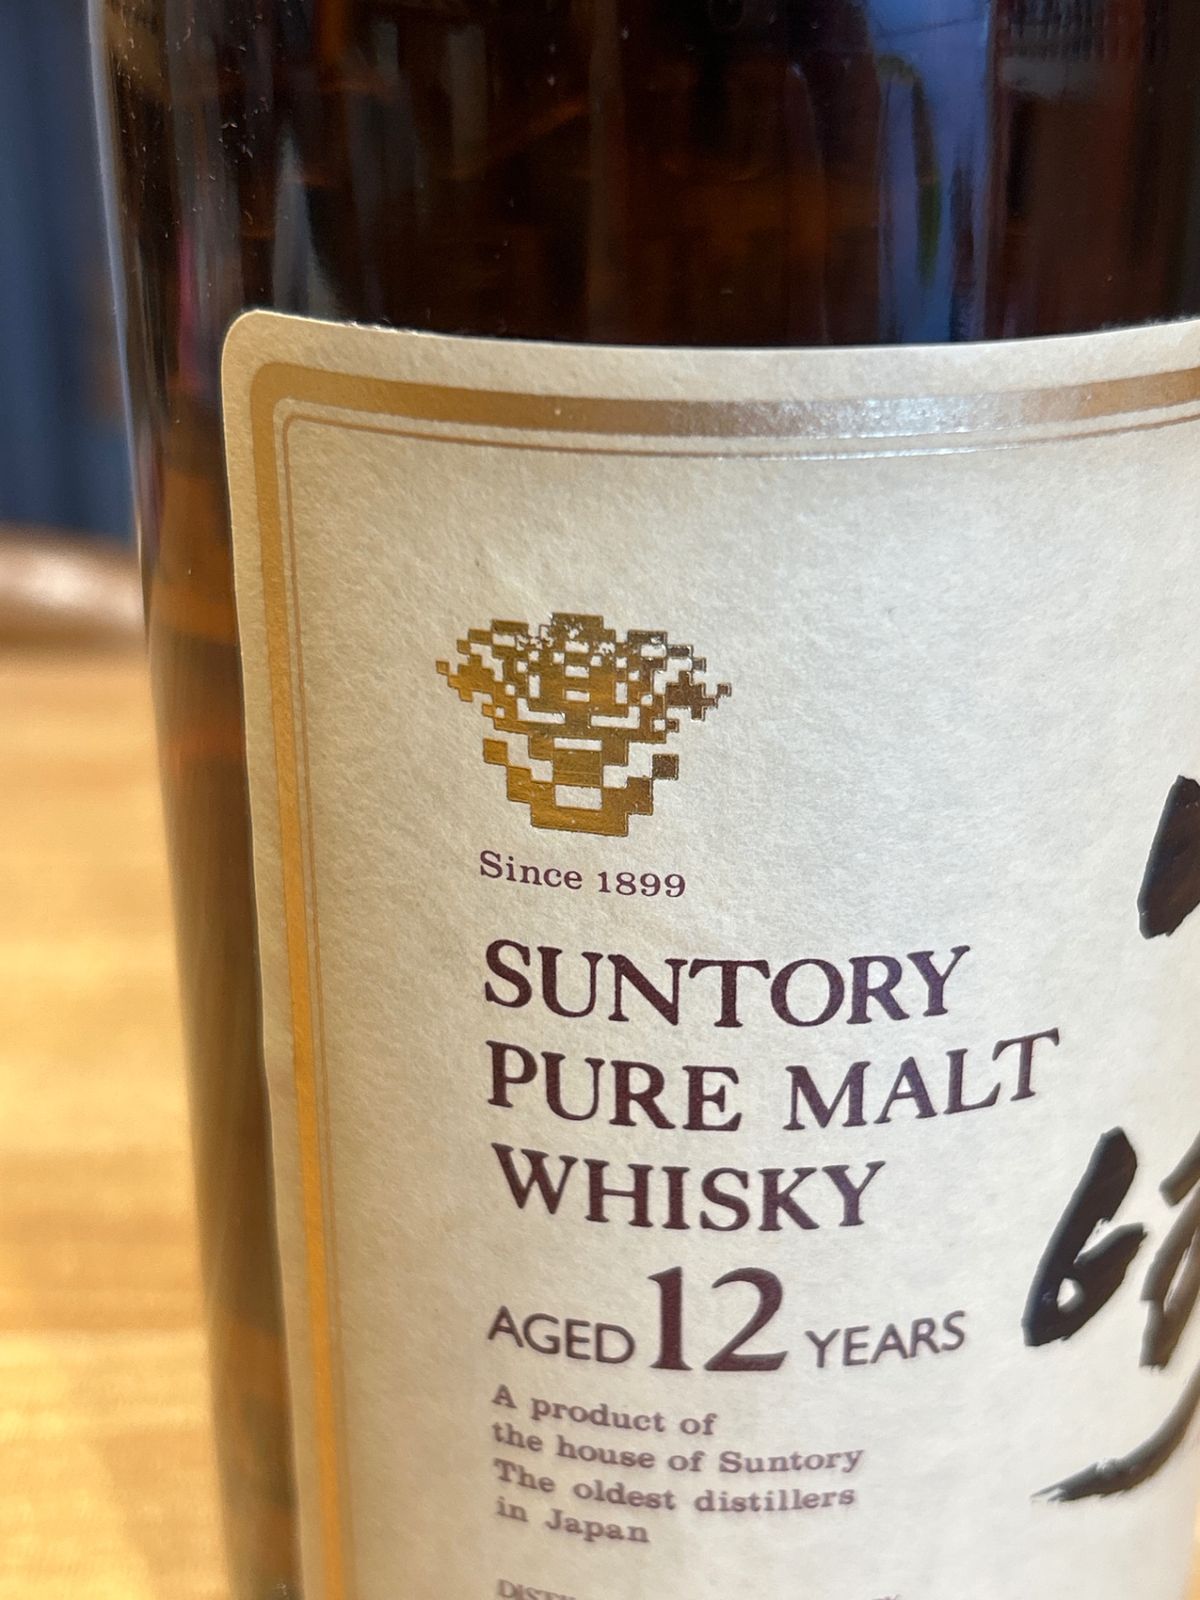 Since 1899
SUNTORY
PURE MALT
WHISKY
AGED 12 YEARS
A product of
the house of Suntory
The oldest distillers
in Japan